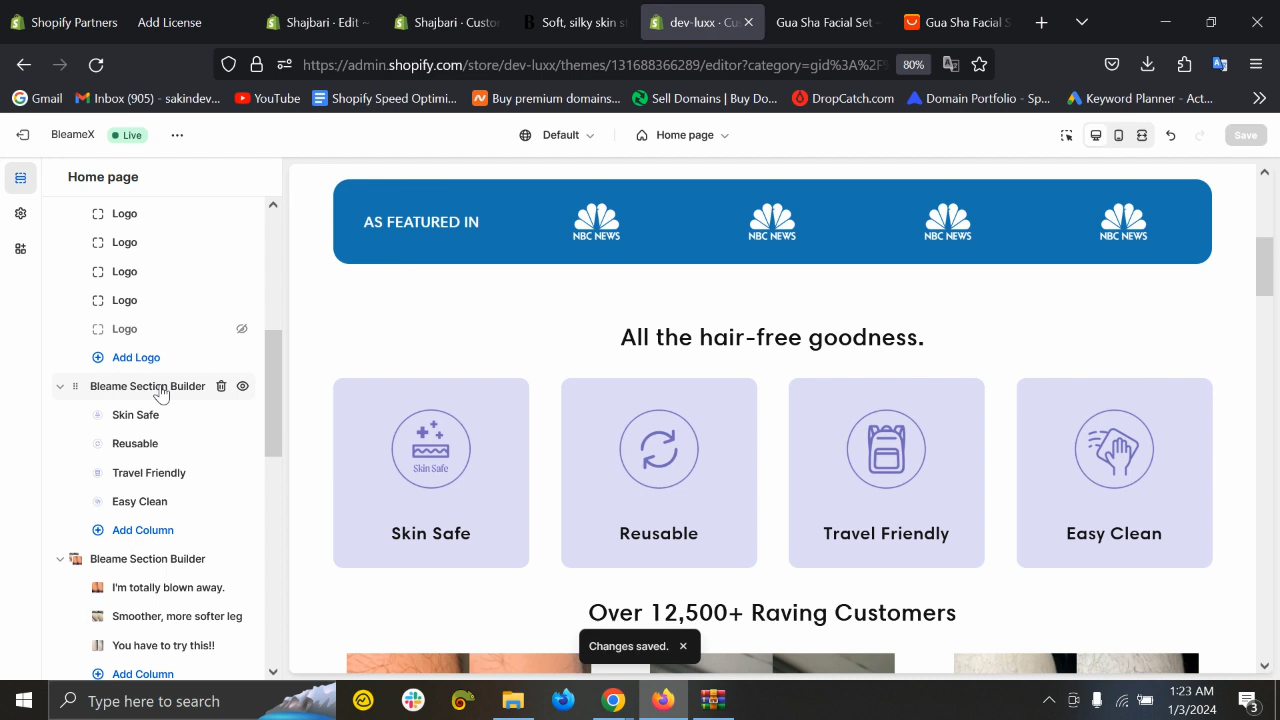 Shopify Partners
Add License
Shajbari - Edit ~
Shajbari · Custor
Soft, silky skin s
dev-luxx · Cu
Gua Sha Facial Set –
Gua Sha Facial S
https://admin.shopify.com/store/dev-luxx/themes/131688366289/editor?category=gid%3A%2F
80%
Gmail
Inbox (905) - sakindev...
YouTube
Shopify Speed Optimi...
Buy premium domains...
Sell Domains | Buy Do...
DropCatch.com
Domain Portfolio - Sp...
Keyword Planner - Act...
BleameX
Live
Default
Home page
Save
Home page
Logo
Logo
Logo
Logo
Logo
Add Logo
Bleame Section Builder
Skin Safe
Reusable
Travel Friendly
Easy Clean
Add Column
Bleame Section Builder
I'm totally blown away.
Smoother, more softer leg
You have to try this!!
Add Column
AS FEATURED IN
NBC NEWS
NBC NEWS
NBC NEWS
NBC NEWS
All the hair-free goodness.
Skin Safe
Skin Safe
Reusable
Travel Friendly
Easy Clean
Over 12,500+ Raving Customers
Changes saved.
Type here to search
1:23 AM
1/3/2024
3